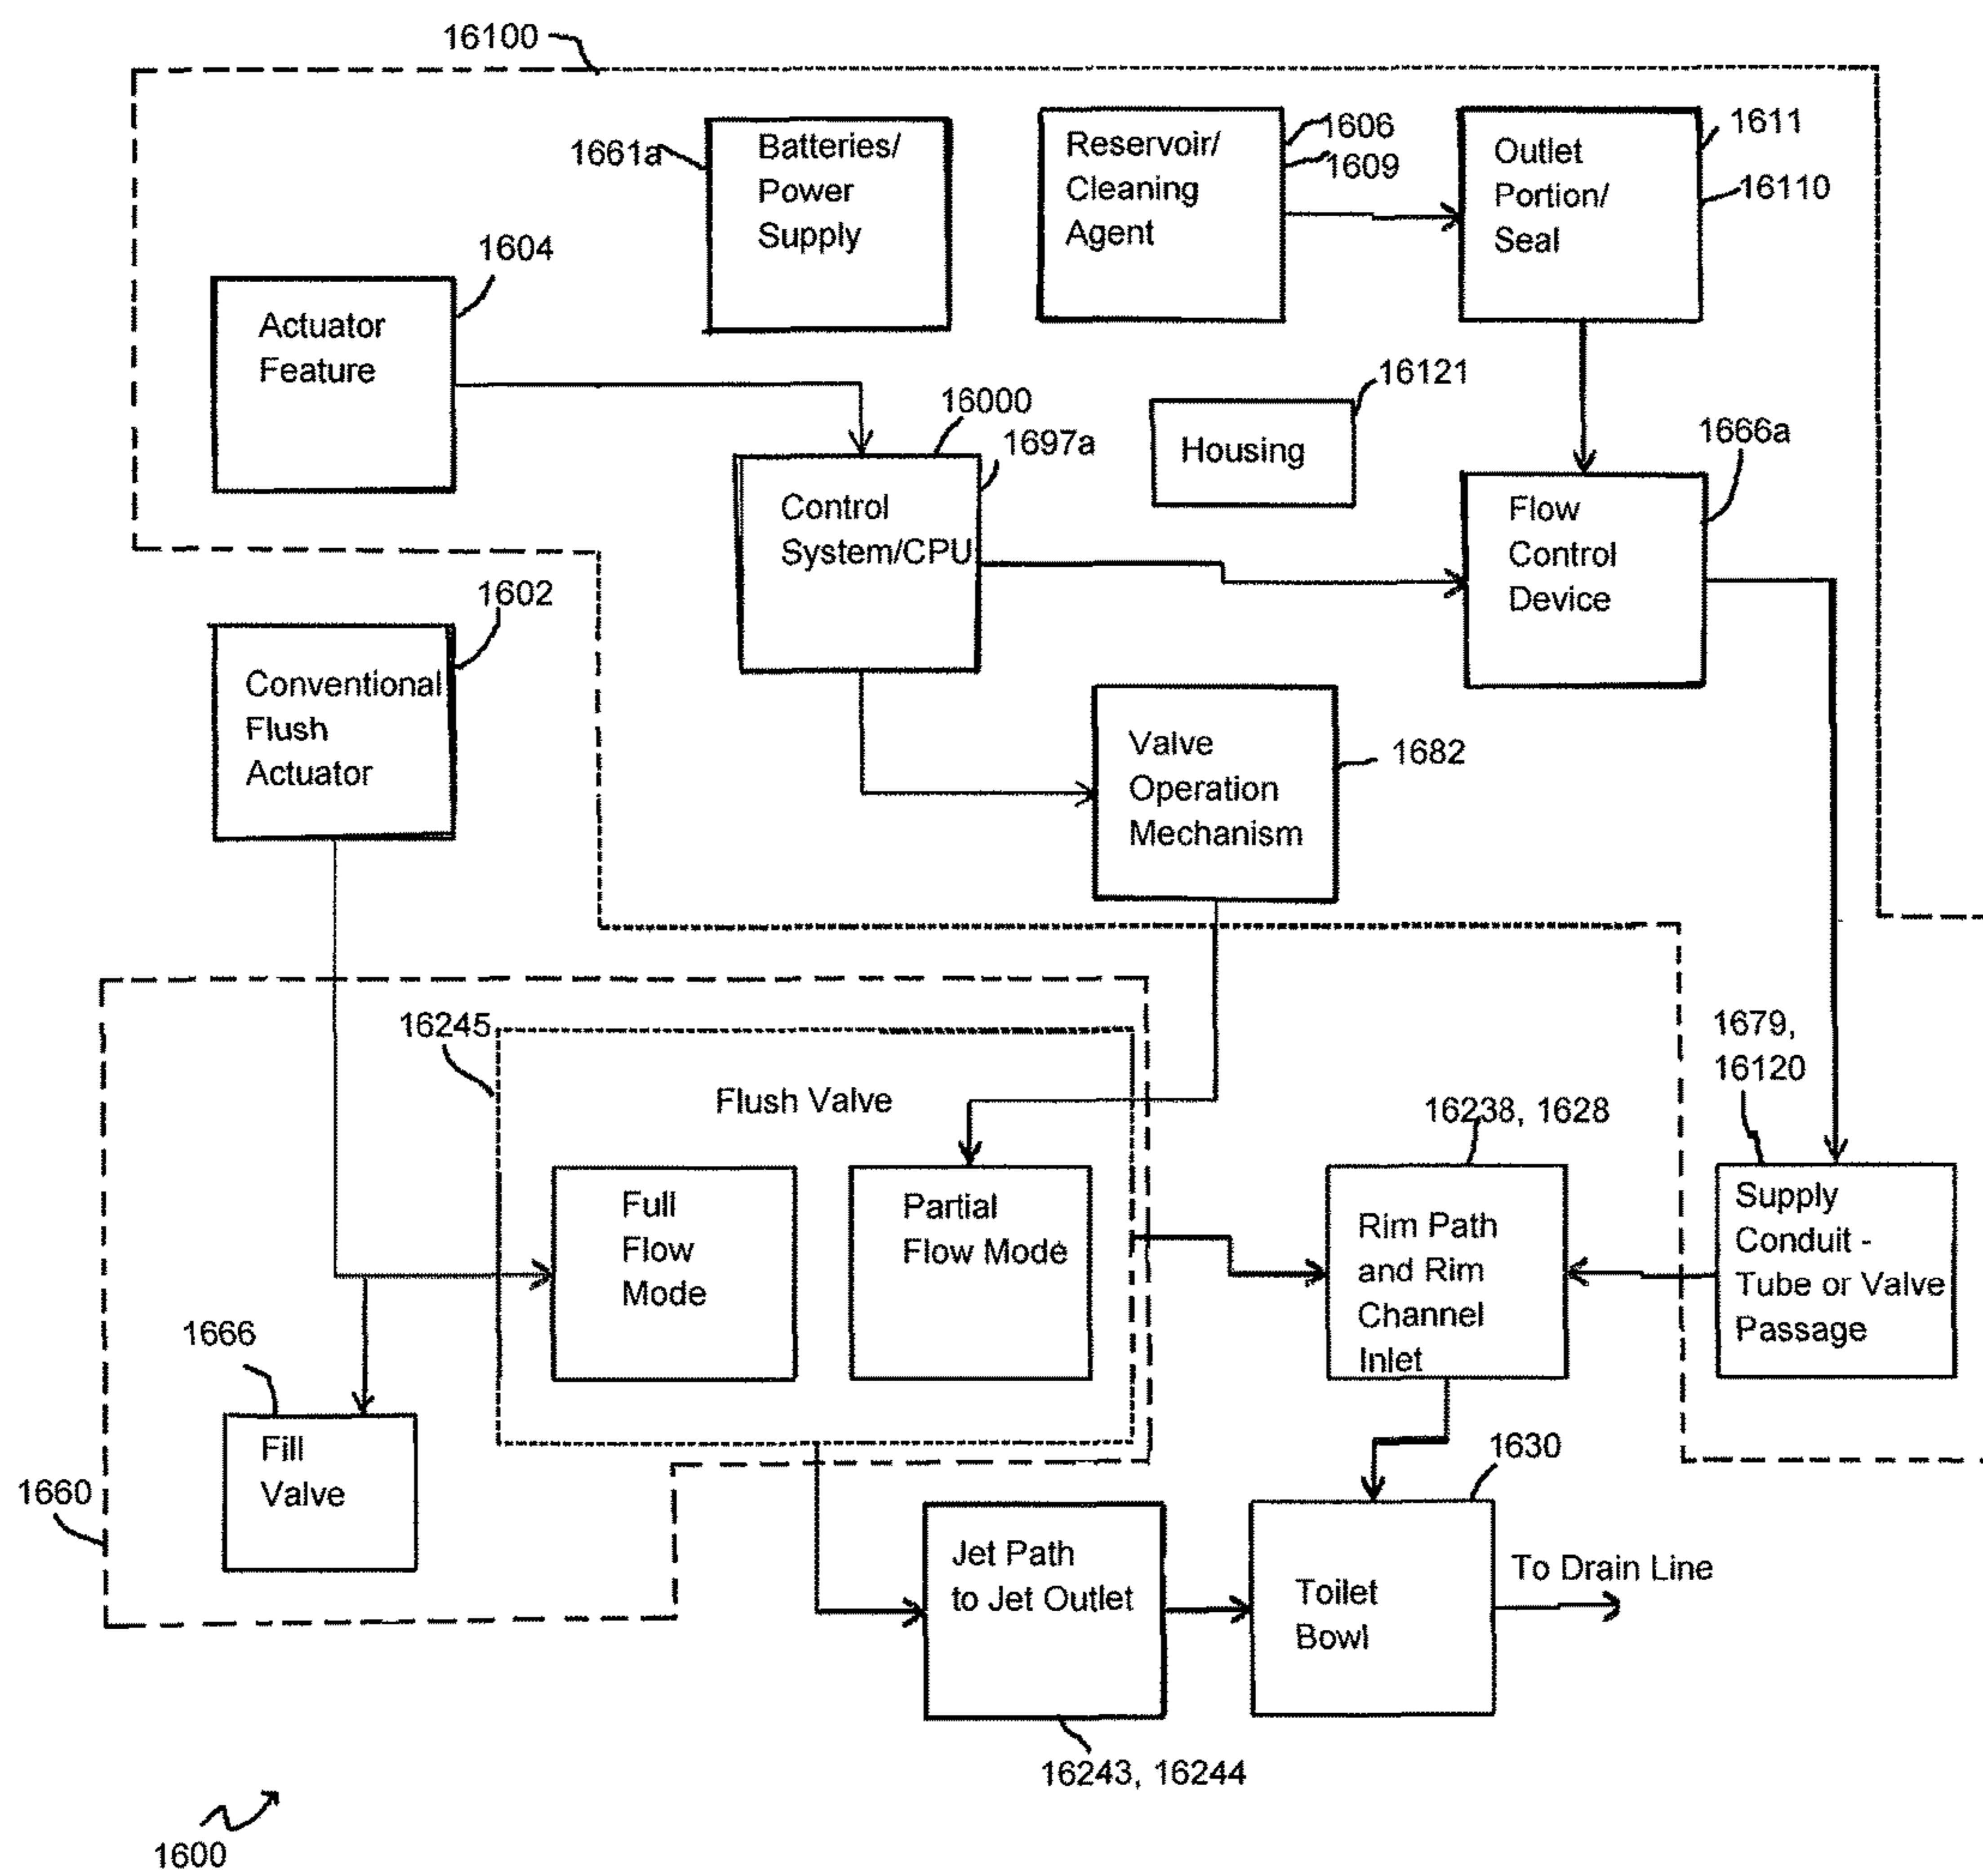 16100
1661a
Batteries/
Power
Supply
Reservoir/
Cleaning
Agent
1606
1609
Outlet
Portion/
Seal
1611
16110
1604
Actuator
Feature
16000
1697a
Control
System/CPU
16121
Housing
1666a
Flow
Control
Device
1602
Conventional
Flush
Actuator
Valve
Operation
Mechanism
1682
16245
Flush Valve
Full
Flow
Mode
Partial
Flow Mode
16238, 1628
Rim Path
and Rim
Channel
Inlet
1679,
16120
Supply
Conduit -
Tube or Valve
Passage
1666
Fill
Valve
1660
Jet Path
to Jet Outlet
16243, 16244
1630
Toilet
Bowl
To Drain Line
1600